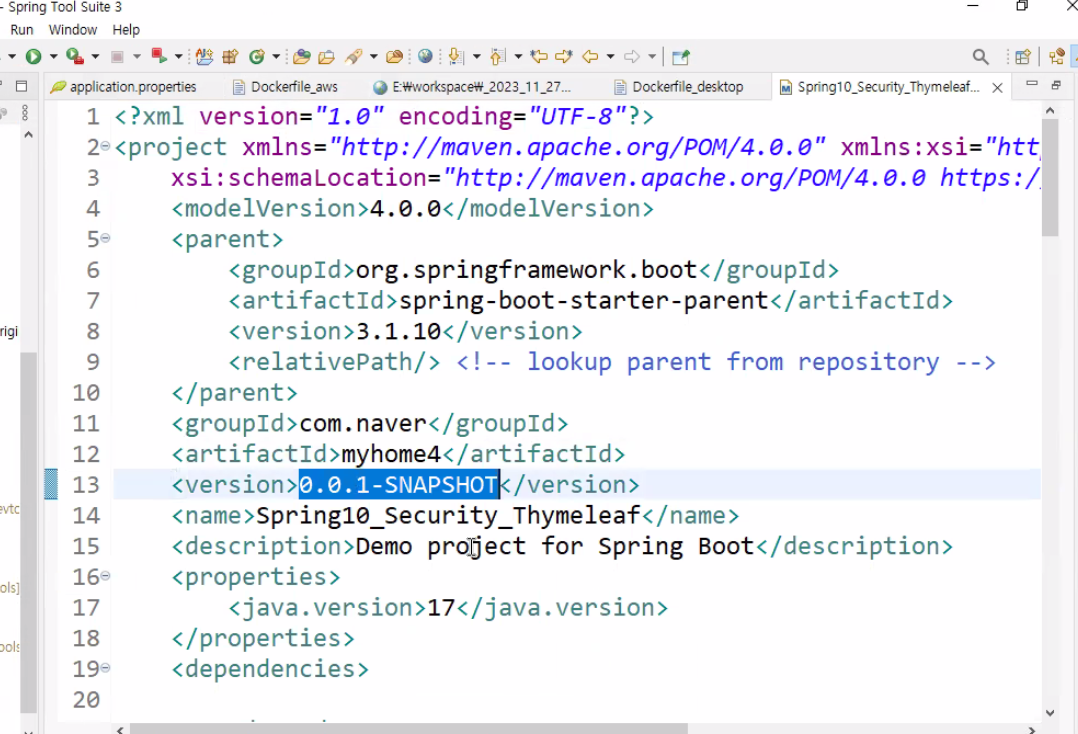 - Spring Tool Suite 3
Run Window Help
application.properties Dockerfile_aws E:₩workspace₩_2023_11_27... Dockerfile_desktop Spring10_Security_Thymeleaf...
1 <?xml version="1.0" encoding="UTF-8"?>
2 <project xmlns="http://maven.apache.org/POM/4.0.0" xmlns:xsi="htt
3 xsi:schemaLocation="http://maven.apache.org/POM/4.0.0 https:/
4 <modelVersion>4.0.0</modelVersion>
5 <parent>
6 <groupId>org.springframework.boot</groupId>
7 <artifactId>spring-boot-starter-parent</artifactId>
8 <version>3.1.10</version>
9 <relativePath/> <!-- lookup parent from repository -->
10 </parent>
11 <groupId>com.naver</groupId>
12 <artifactId>myhome4</artifactId>
13 <version>0.0.1-SNAPSHOT</version>
14 <name>Spring10_Security_Thymeleaf</name>
15 <description>Demo project for Spring Boot</description>
16 <properties>
17 <java.version>17</java.version>
18 </properties>
19 <dependencies>
20
rigi
evtc
ols]
ools